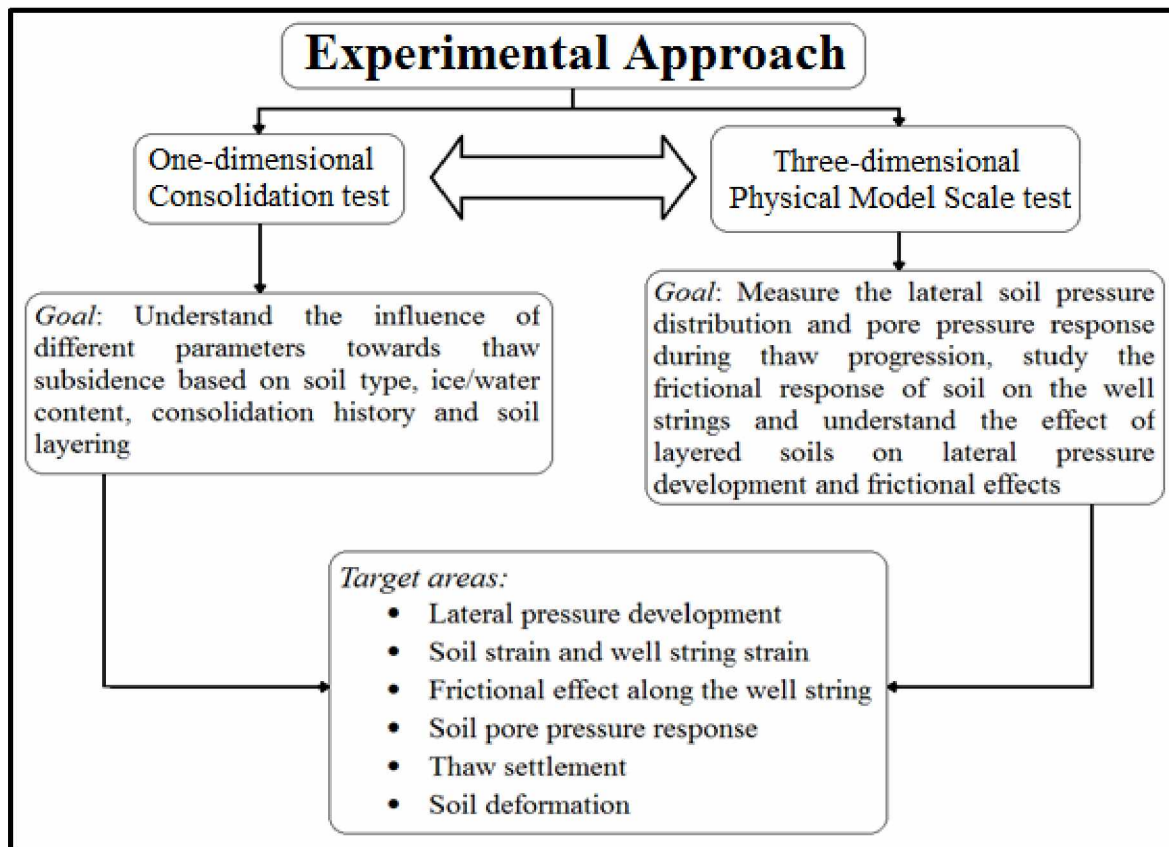 Experimental Approach
One-dimensional
Consolidation test
Three-dimensional
Physical Model Scale test
Goal: Understand the influence of
different parameters towards thaw
subsidence based on soil type, ice/water
content, consolidation history and soil
layering
Goal: Measure the lateral soil pressure
distribution and pore pressure response
during thaw progression, study the
frictional response of soil on the well
strings and understand the effect of
layered soils on lateral pressure
development and frictional effects
Target areas:
• Lateral pressure development
• Soil strain and well string strain
• Frictional effect along the well string
• Soil pore pressure response
• Thaw settlement
• Soil deformation